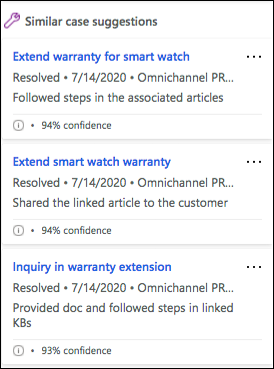 Similar case suggestions
Extend warranty for smart watch
Resolved • 7/14/2020 • Omnichannel PR...
Followed steps in the associated articles
• 94% confidence
Extend smart watch warranty
Resolved • 7/14/2020 • Omnichannel PR...
Shared the linked article to the customer
• 94% confidence
Inquiry in warranty extension
Resolved • 7/14/2020 • Omnichannel PR...
Provided doc and followed steps in linked
KBs
• 93% confidence